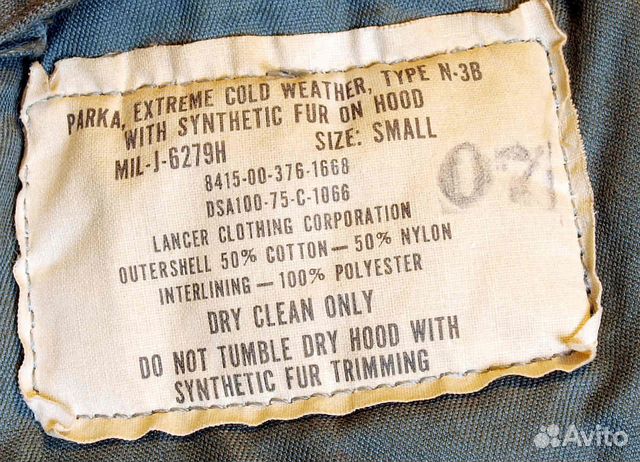 PARKA, EXTREME COLD WEATHER, TYPE N-3B
WITH SYNTHETIC FUR ON HOOD
MIL-J-6279H SIZE: SMALL
8415-00-376-1668
DSA100-75-C-1066
LANCER CLOTHING CORPORATION
OUTERSHELL 50% COTTON — 50% NYLON
INTERLINING — 100% POLYESTER
DRY CLEAN ONLY
DO NOT TUMBLE DRY HOOD WITH
SYNTHETIC FUR TRIMMING
Avito